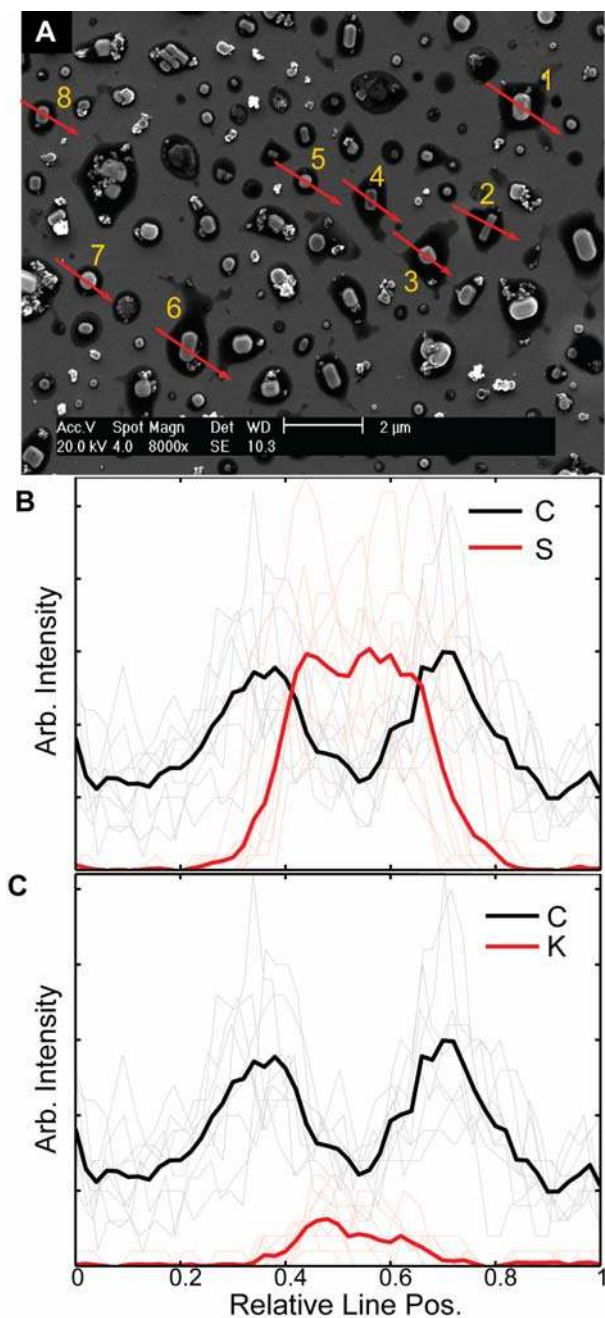 A
1
8
5
4
2
7
3
6
Acc.V Spot Magn Det WD 2 μm
20.0 kV 4.0 8000x SE 10.3
B
C
S
Arb. Intensity
C
C
K
Arb. Intensity
0 0.2 0.4 0.6 0.8 1
Relative Line Pos.